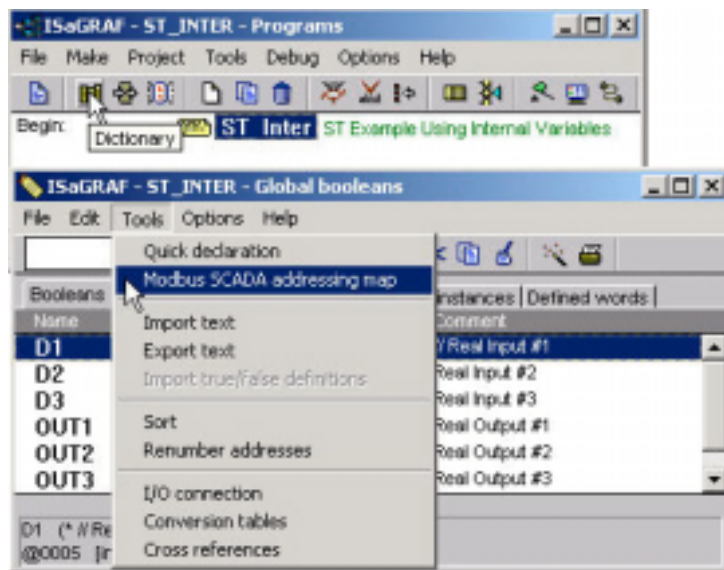 ISaGRAF - ST_INTER - Programs
File Make Project Tools Debug Options Help
Begin: ST_Inter ST Example Using Internal Variables
Dictionary
ISaGRAF - ST_INTER - Global booleans
File Edit Tools Options Help
Quick declaration
Modbus SCADA addressing map
Import text
Export text
Import true/false definitions
Sort
Renumber addresses
I/O connection
Conversion tables
Cross references
Booleans instances Defined words
Name Comment
D1 // Real Input #1
D2 Real Input #2
D3 Real Input #3
OUT1 Real Output #1
OUT2 Real Output #2
OUT3 Real Output #3
D1 (* // Re
@0005 [in